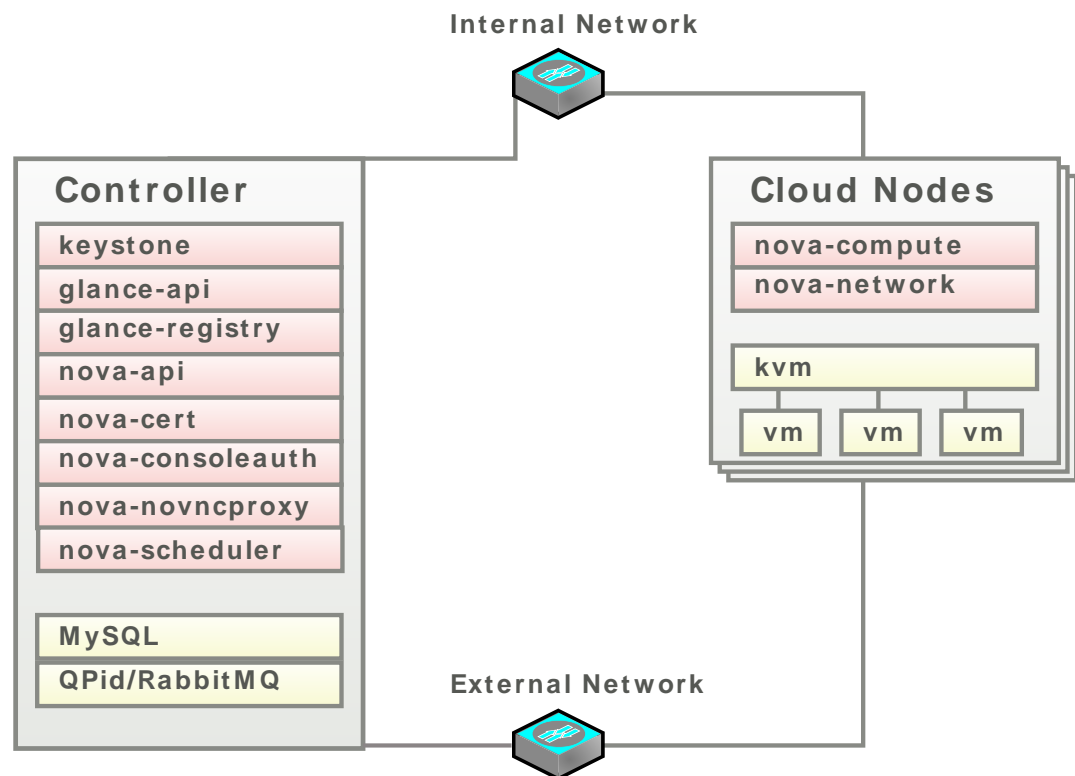 Internal Network
Controller
keystone
glance-api
glance-registry
nova-api
nova-cert
nova-consoleauth
nova-novncproxy
nova-scheduler
MySQL
QPid/RabbitMQ
Cloud Nodes
nova-compute
nova-network
kvm
vm vm vm
External Network